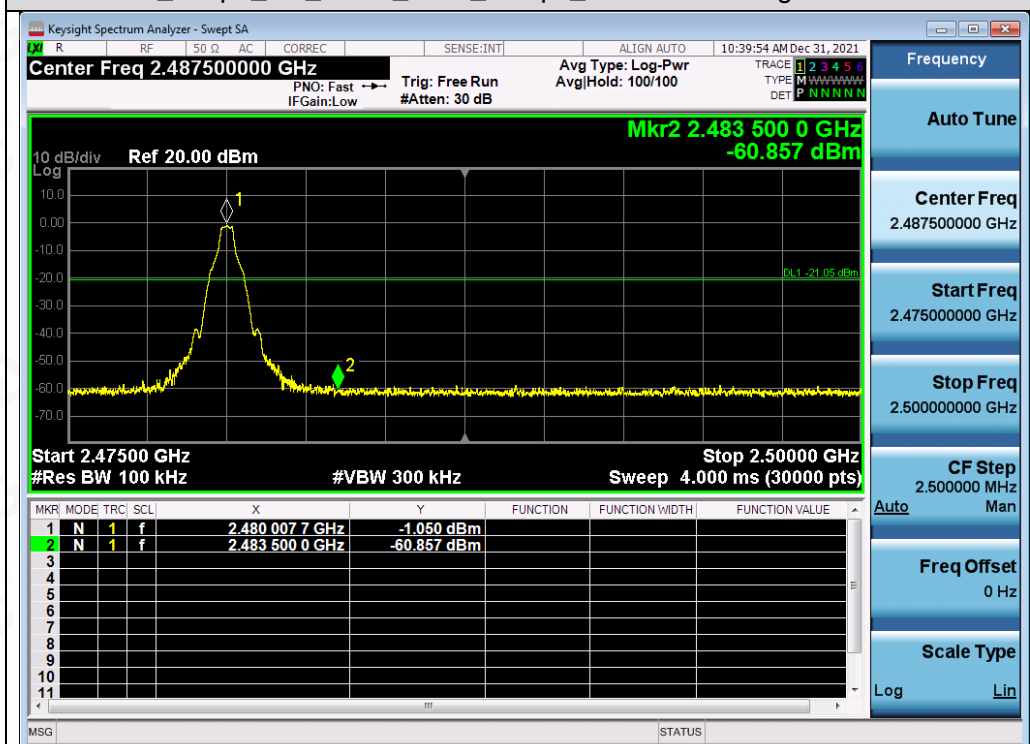 Keysight Spectrum Analyzer - Swept SA
LXI R RF 50 Ω AC CORREC SENSE:INT ALIGN AUTO 10:39:54 AM Dec 31, 2021
Center Freq 2.487500000 GHz
PNO: Fast
IFGain:Low
Trig: Free Run
#Atten: 30 dB
Avg Type: Log-Pwr
Avg|Hold: 100/100
TRACE 1 2 3 4 5 6
TYPE M WWWWW
DET P N N N N N
Mkr2 2.483 500 0 GHz
-60.857 dBm
10 dB/div Ref 20.00 dBm
Log
10.0
0.00
-10.0
-20.0
-30.0
-40.0
-50.0
-60.0
-70.0
1
2
DL1 -21.05 dBm
Start 2.47500 GHz Stop 2.50000 GHz
#Res BW 100 kHz #VBW 300 kHz Sweep 4.000 ms (30000 pts)
MKR MODE TRC SCL X Y FUNCTION FUNCTION WIDTH FUNCTION VALUE
1 N 1 f 2.480 007 7 GHz -1.050 dBm
2 N 1 f 2.483 500 0 GHz -60.857 dBm
3
4
5
6
7
8
9
10
11
MSG STATUS
Frequency
Auto Tune
Center Freq
2.487500000 GHz
Start Freq
2.475000000 GHz
Stop Freq
2.500000000 GHz
CF Step
2.500000 MHz
Auto Man
Freq Offset
0 Hz
Scale Type
Log Lin